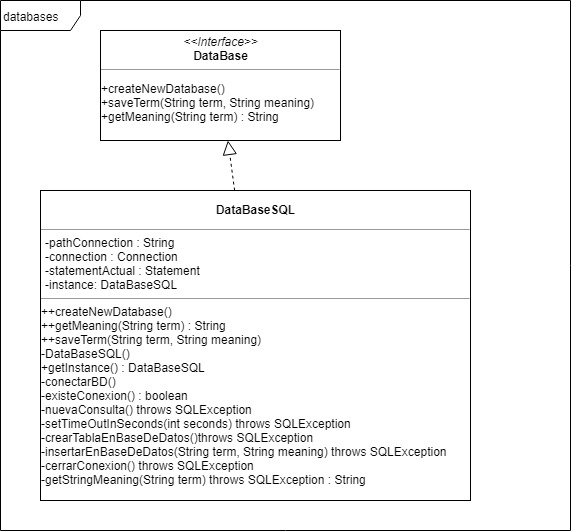 databases
<<Interface>>
DataBase
+createNewDatabase()
+saveTerm(String term, String meaning)
+getMeaning(String term) : String
DataBaseSQL
-pathConnection : String
-connection : Connection
-statementActual : Statement
-instance: DataBaseSQL
++createNewDatabase()
++getMeaning(String term) : String
++saveTerm(String term, String meaning)
-DataBaseSQL()
+getInstance() : DataBaseSQL
-conectarBD()
-existeConexion() : boolean
-nuevaConsulta() throws SQLException
-setTimeOutInSeconds(int seconds) throws SQLException
-crearTablaEnBaseDeDatos()throws SQLException
-insertarEnBaseDeDatos(String term, String meaning) throws SQLException
-cerrarConexion() throws SQLException
-getStringMeaning(String term) throws SQLException : String